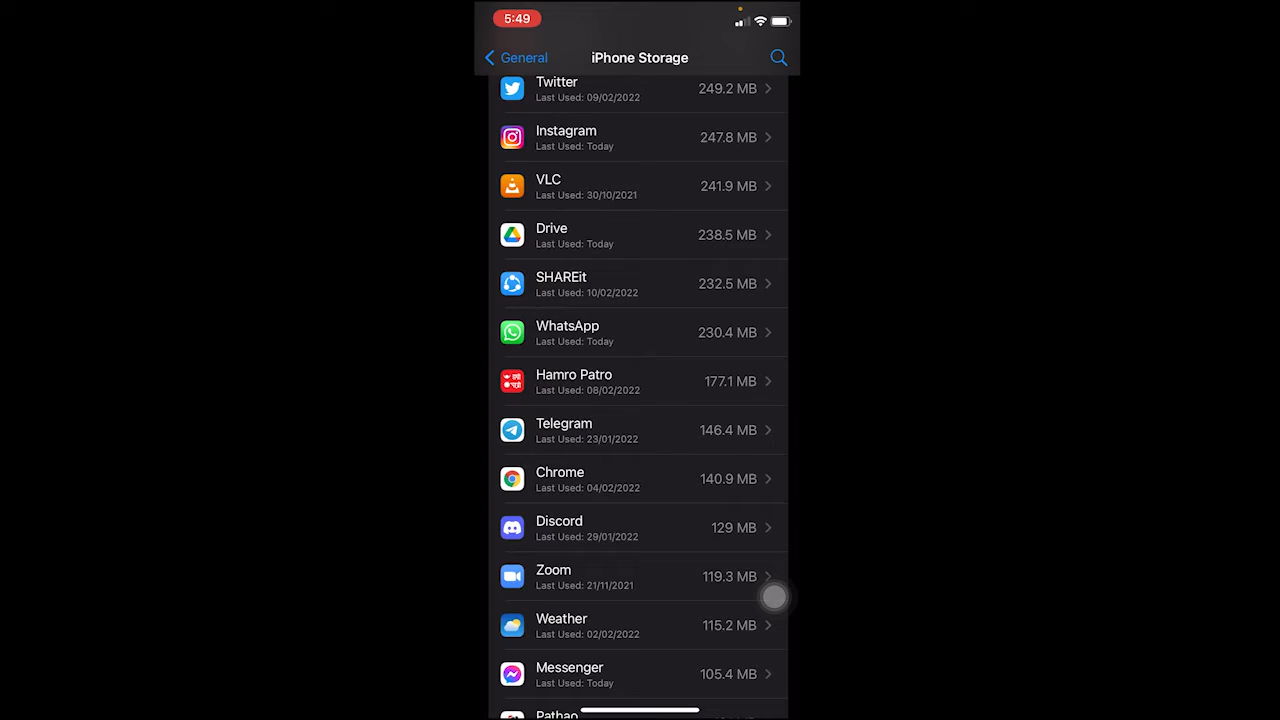 5:49
General
iPhone Storage
Twitter
249.2 MB
Last Used: 09/02/2022
Instagram
247.8 MB
Last Used: Today
VLC
241.9 MB
Last Used: 30/10/2021
Drive
238.5 MB
Last Used: Today
SHAREit
232.5 MB
Last Used: 10/02/2022
WhatsApp
230.4 MB
Last Used: Today
Hamro Patro
177.1 MB
Last Used: 08/02/2022
Telegram
146.4 MB
Last Used: 23/01/2022
Chrome
140.9 MB
Last Used: 04/02/2022
Discord
129 MB
Last Used: 29/01/2022
Zoom
119.3 MB
Last Used: 21/11/2021
Weather
115.2 MB
Last Used: 02/02/2022
Messenger
105.4 MB
Last Used: Today
Pathao